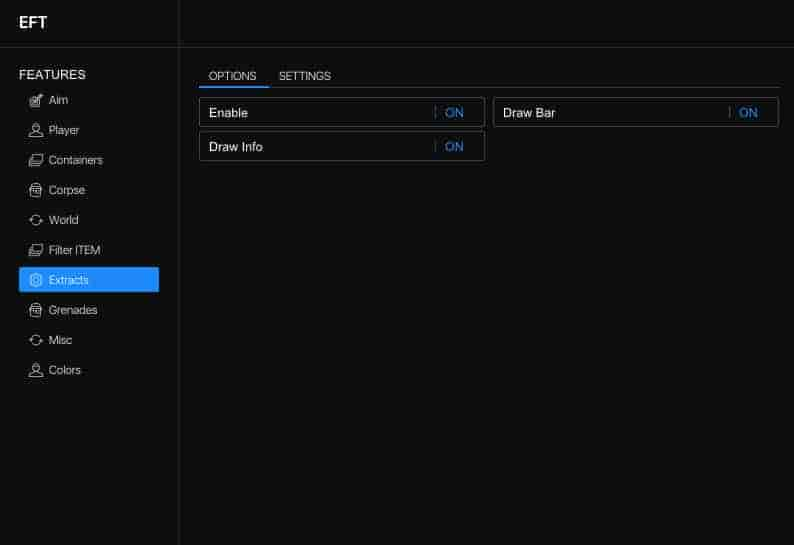 EFT
FEATURES
Aim
Player
Containers
Corpse
World
Filter ITEM
Extracts
Grenades
Misc
Colors
OPTIONS SETTINGS
Enable ON Draw Bar ON
Draw Info ON